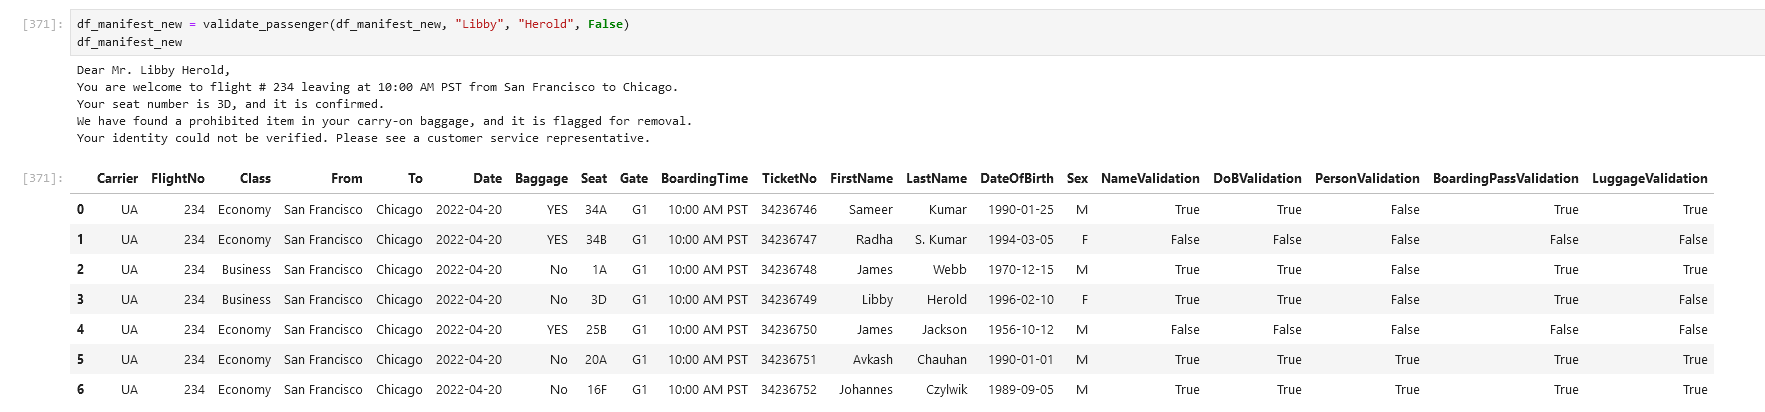 [371]: df_manifest_new = validate_passenger(df_manifest_new, "Libby", "Herold", False)
df_manifest_new
Dear Mr. Libby Herold,
You are welcome to flight # 234 leaving at 10:00 AM PST from San Francisco to Chicago.
Your seat number is 3D, and it is confirmed.
We have found a prohibited item in your carry-on baggage, and it is flagged for removal.
Your identity could not be verified. Please see a customer service representative.
[371]: Carrier FlightNo Class From To Date Baggage Seat Gate BoardingTime TicketNo FirstName LastName DateOfBirth Sex NameValidation DoBValidation PersonValidation BoardingPassValidation LuggageValidation
0 UA 234 Economy San Francisco Chicago 2022-04-20 YES 34A G1 10:00 AM PST 34236746 Sameer Kumar 1990-01-25 M True True False True True
1 UA 234 Economy San Francisco Chicago 2022-04-20 YES 34B G1 10:00 AM PST 34236747 Radha S. Kumar 1994-03-05 F False False False False False
2 UA 234 Business San Francisco Chicago 2022-04-20 No 1A G1 10:00 AM PST 34236748 James Webb 1970-12-15 M True True False True True
3 UA 234 Business San Francisco Chicago 2022-04-20 No 3D G1 10:00 AM PST 34236749 Libby Herold 1996-02-10 F True True False True False
4 UA 234 Economy San Francisco Chicago 2022-04-20 YES 25B G1 10:00 AM PST 34236750 James Jackson 1956-10-12 M False False False False False
5 UA 234 Economy San Francisco Chicago 2022-04-20 No 20A G1 10:00 AM PST 34236751 Avkash Chauhan 1990-01-01 M True True True True True
6 UA 234 Economy San Francisco Chicago 2022-04-20 No 16F G1 10:00 AM PST 34236752 Johannes Czylwik 1989-09-05 M True True True True True